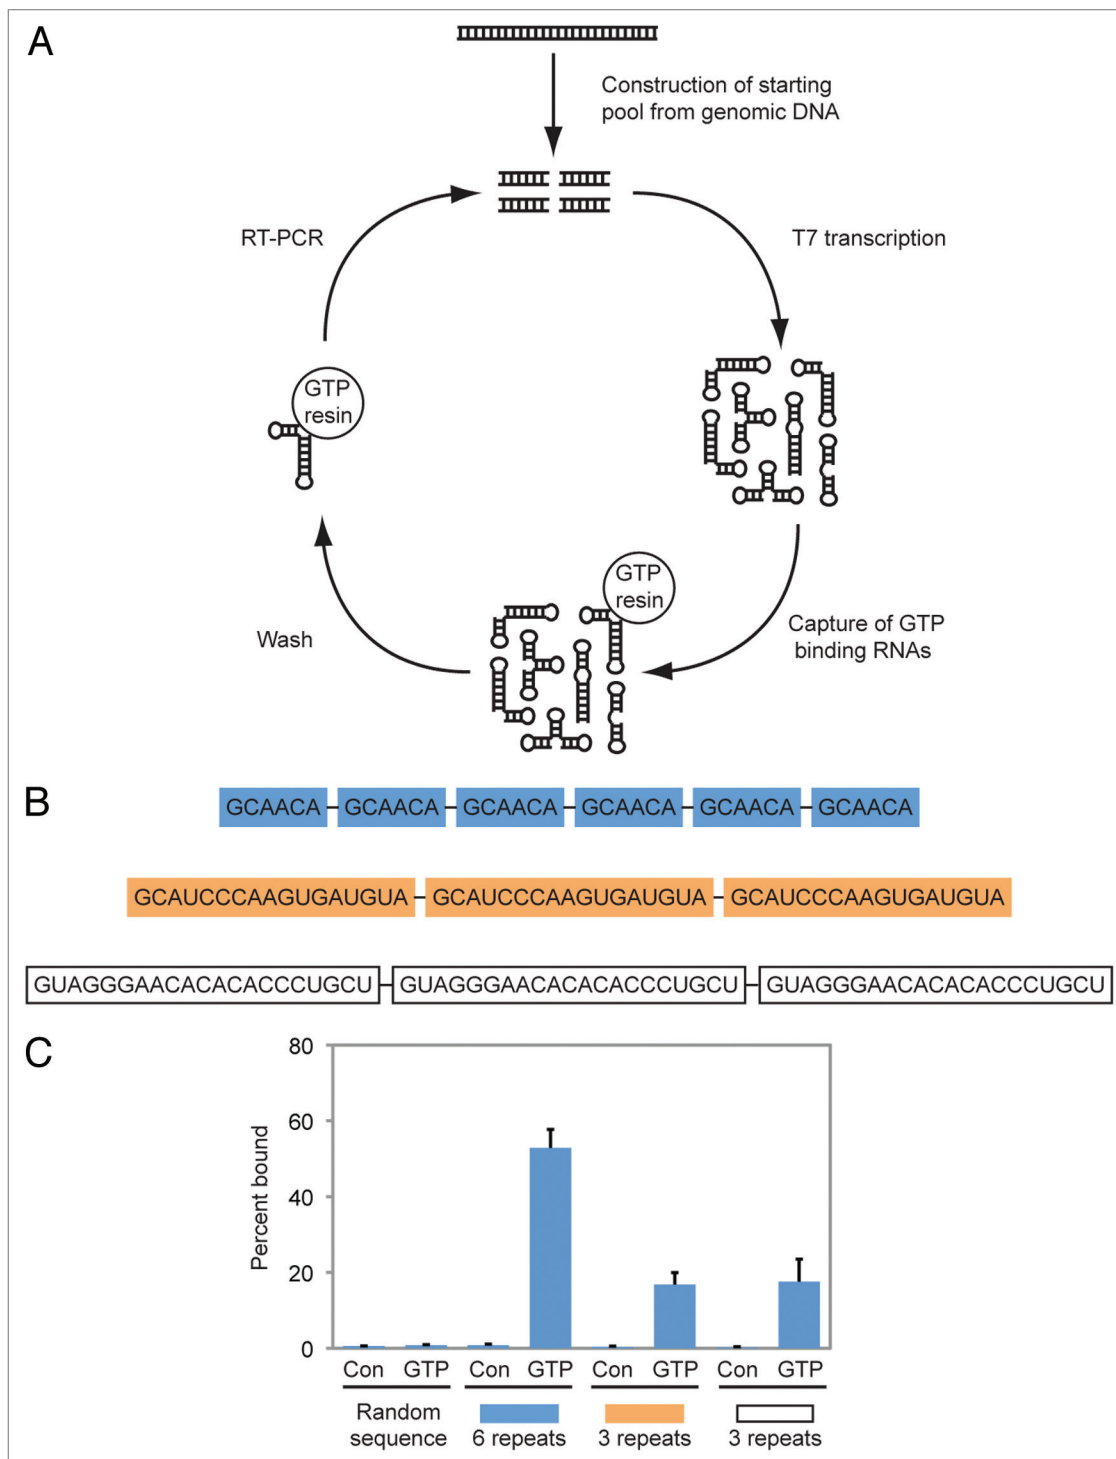 A
Construction of starting
pool from genomic DNA
RT-PCR
T7 transcription
GTP
resin
GTP
resin
Wash
Capture of GTP
binding RNAs
B
GCAACA GCAACA GCAACA GCAACA GCAACA GCAACA
GCAUCCCAAGUGAUGUA GCAUCCCAAGUGAUGUA GCAUCCCAAGUGAUGUA
GUAGGGAACACACACCCUGCU GUAGGGAACACACACCCUGCU GUAGGGAACACACACCCUGCU
C
80
60
40
20
0
Percent bound
Con GTP Con GTP Con GTP Con GTP
Random
sequence
6 repeats
3 repeats
3 repeats